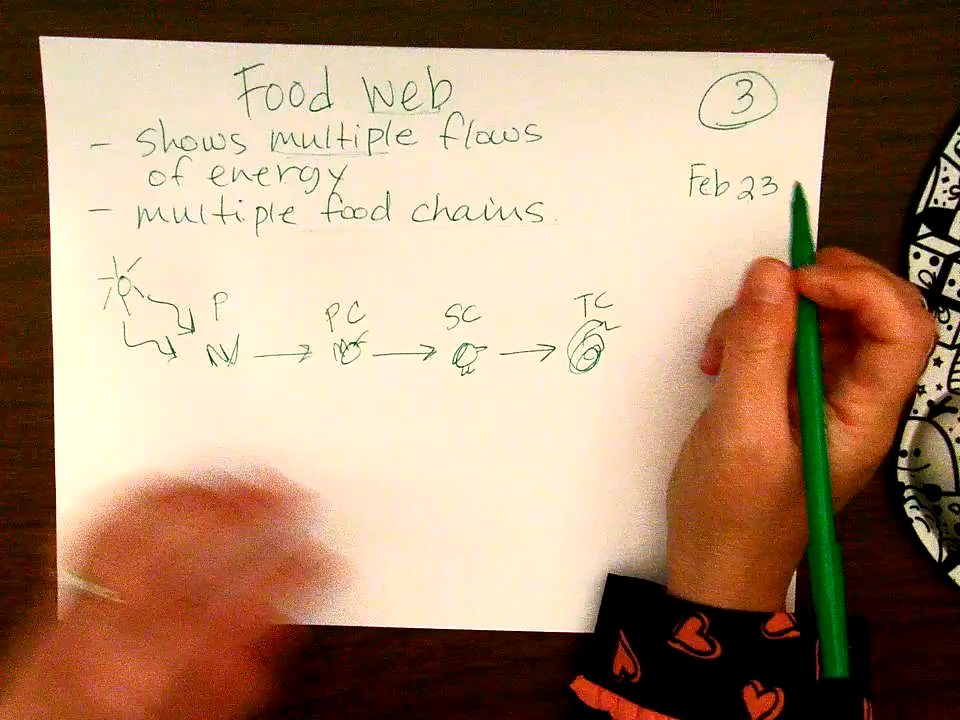 Food web
3
- shows multiple flows
of energy
Feb 23
- multiple food chains.
P
PC
SC
TC